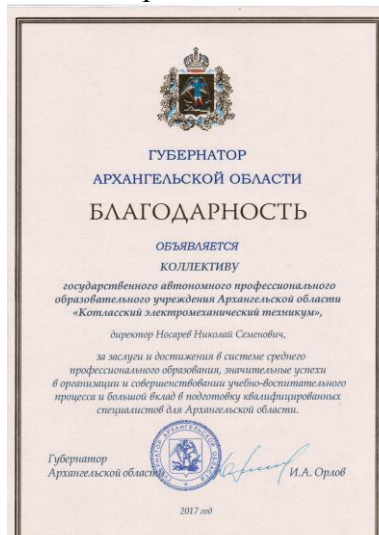 ГУБЕРНАТОР
АРХАНГЕЛЬСКОЙ ОБЛАСТИ
БЛАГОДАРНОСТЬ
ОБЪЯВЛЯЕТСЯ
КОЛЛЕКТИВУ
государственного автономного профессионального
образовательного учреждения Архангельской области
«Котласский электромеханический техникум»,
директор Носарев Николай Семенович,
за заслуги и достижения в системе среднего
профессионального образования, значительные успехи
в организации и совершенствовании учебно-воспитательного
процесса и большой вклад в подготовку квалифицированных
специалистов для Архангельской области.
Губернатор
Архангельской области
И.А. Орлов
2017 год